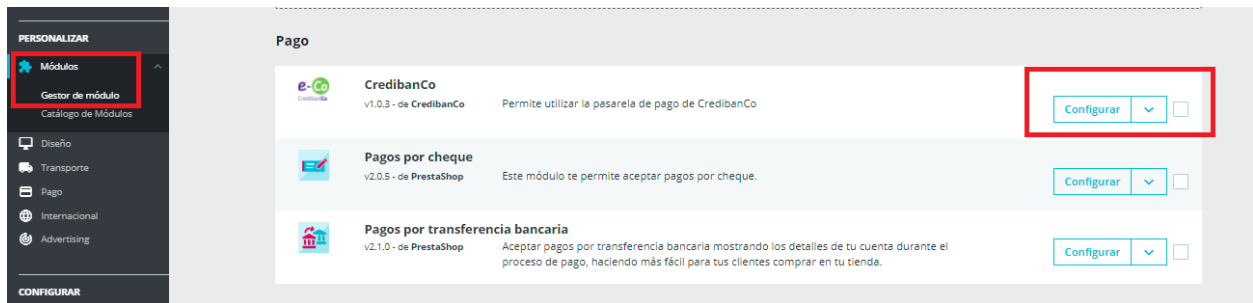 PERSONALIZAR
Módulos
Gestor de módulo
Catálogo de Módulos
Diseño
Transporte
Pago
Internacional
Advertising
CONFIGURAR
Pago
e-Co
CredibanCo
CredibanCo
v1.0.3 - de CredibanCo
Permite utilizar la pasarela de pago de CredibanCo
Configurar
Pagos por cheque
v2.0.5 - de PrestaShop
Este módulo te permite aceptar pagos por cheque.
Configurar
Pagos por transferencia bancaria
v2.1.0 - de PrestaShop
Aceptar pagos por transferencia bancaria mostrando los detalles de tu cuenta durante el
proceso de pago, haciendo más fácil para tus clientes comprar en tu tienda.
Configurar